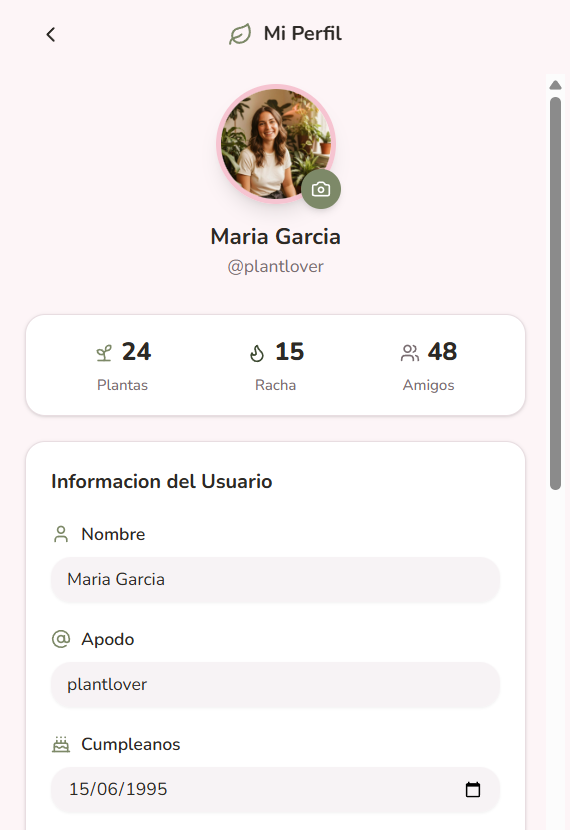 Mi Perfil
Maria Garcia
@plantlover
24 15 48
Plantas Racha Amigos
Informacion del Usuario
Nombre
Maria Garcia
Apodo
plantlover
Cumpleanos
15/06/1995